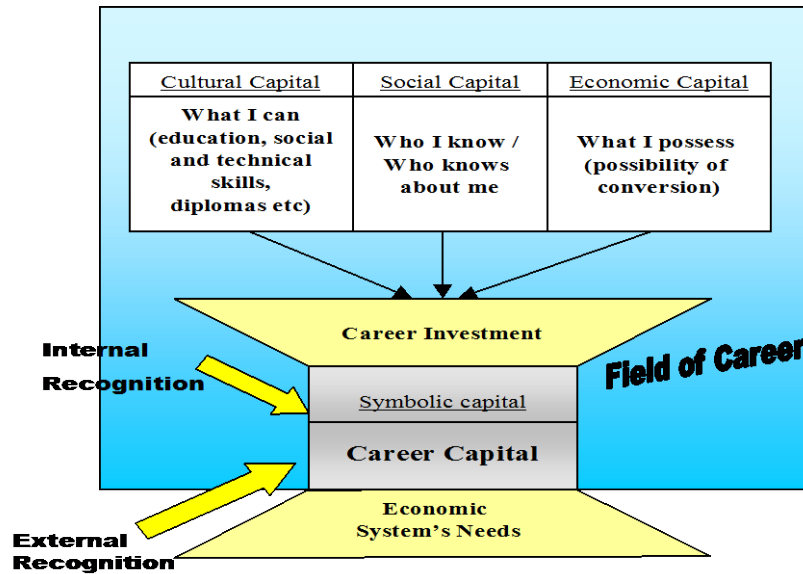 Cultural Capital
What I can
(education, social
and technical
skills,
diplomas etc)
Social Capital
Who I know /
Who knows
about me
Economic Capital
What I possess
(possibility of
conversion)
Career Investment
Internal
Recognition
Field of Career
Symbolic capital
Career Capital
External
Recognition
Economic
System’s Needs